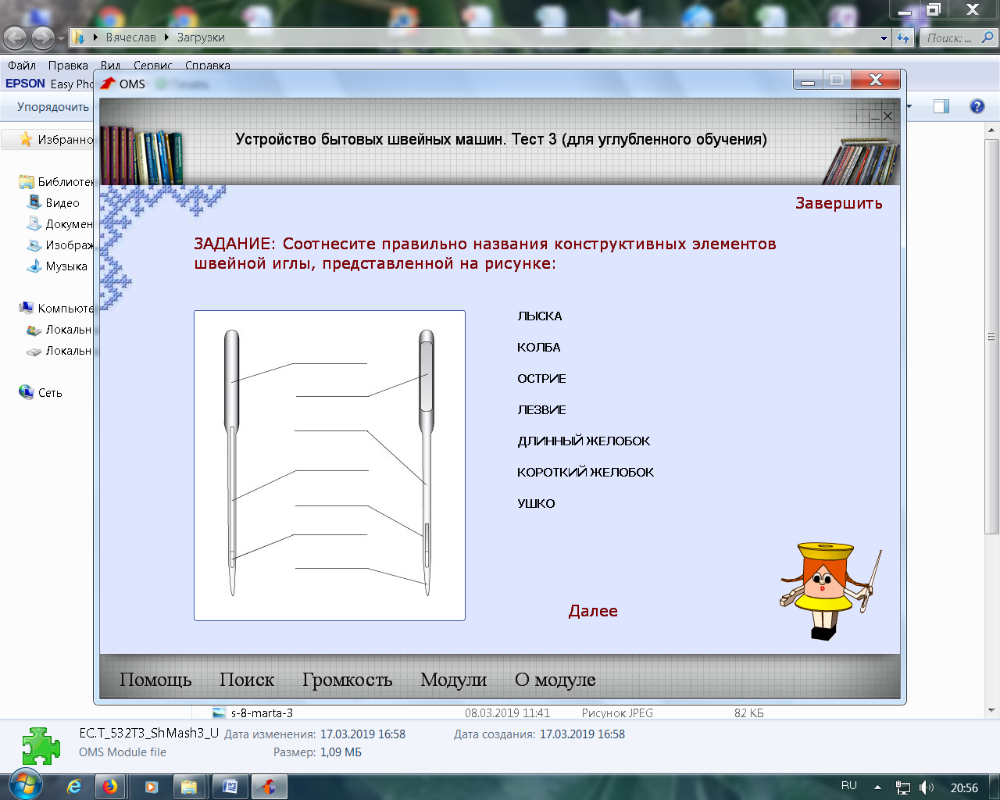 Вячеслав
Загрузки
Поиск: ...
Файл Правка Вид Сервис Справка
EPSON Easy Pho
OMS
Печать
Упорядочить
Избранно
Библиотек
Видео
Докумен
Изображ
Музыка
Компьюте
Локальн
Локальн
Сеть
Устройство бытовых швейных машин. Тест 3 (для углубленного обучения)
Завершить
ЗАДАНИЕ: Соотнесите правильно названия конструктивных элементов
швейной иглы, представленной на рисунке:
ЛЫСКА
КОЛБА
ОСТРИЕ
ЛЕЗВИЕ
ДЛИННЫЙ ЖЕЛОБОК
КОРОТКИЙ ЖЕЛОБОК
УШКО
Далее
Помощь Поиск Громкость Модули О модуле
s-8-marta-3 08.03.2019 11:41 Рисунок JPEG 82 КБ
EC.T_532T3_ShMash3_U Дата изменения: 17.03.2019 16:58 Дата создания: 17.03.2019 16:58
OMS Module file Размер: 1,09 МБ
RU 20:56